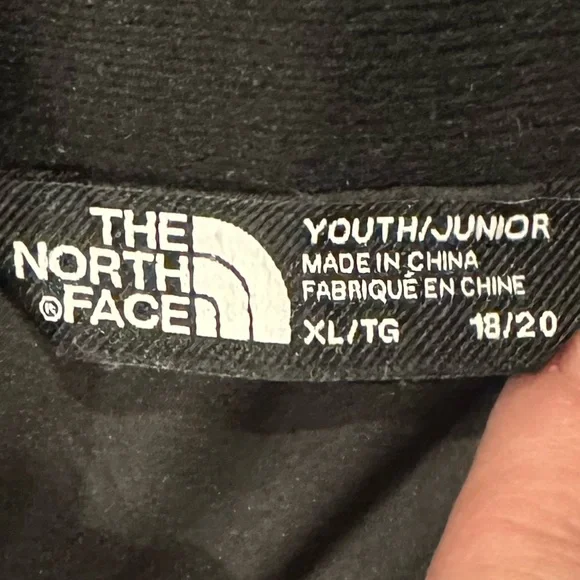 THE
NORTH
®FACE
YOUTH/JUNIOR
MADE IN CHINA
FABRIQUÉ EN CHINE
XL/TG 18/20